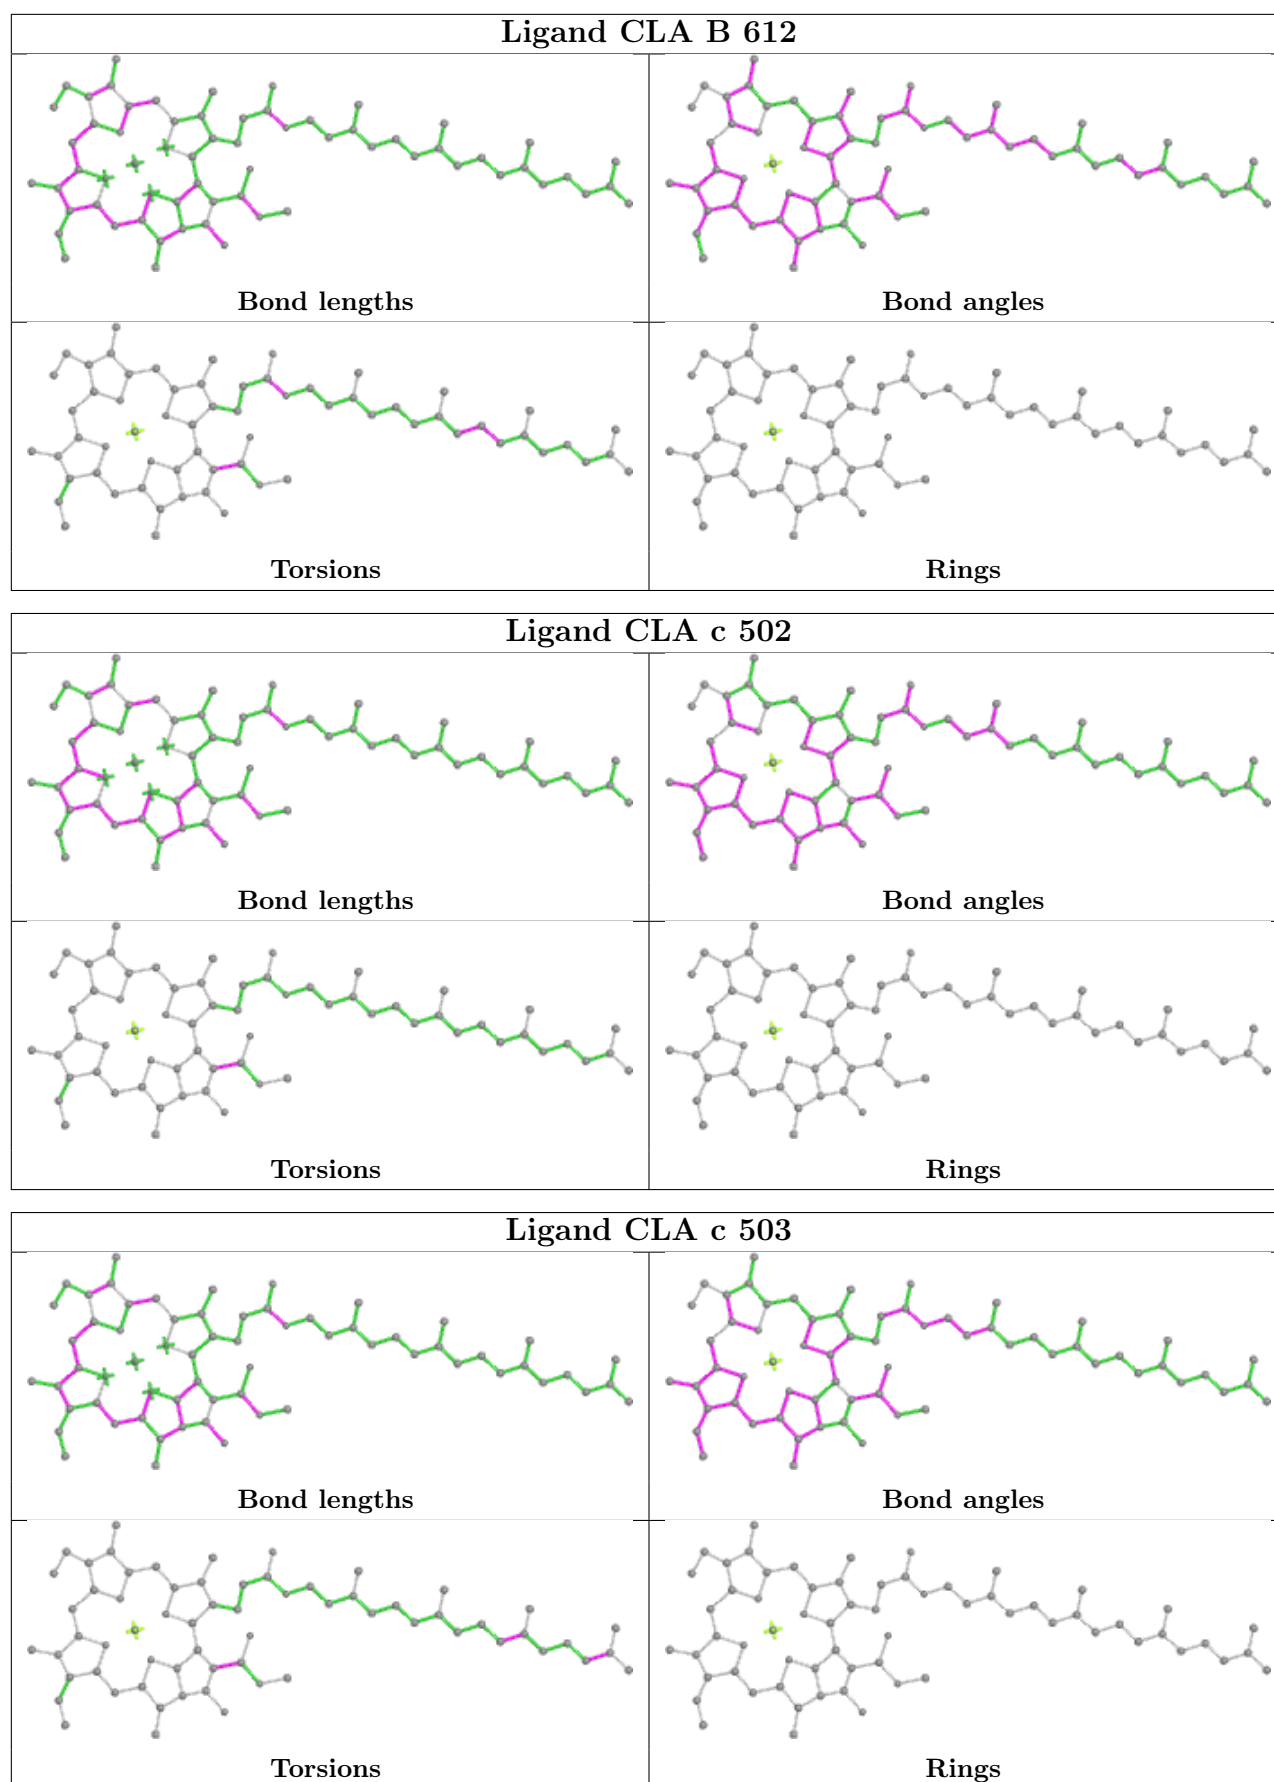 Ligand CLA B 612
Bond lengths
Bond angles
Torsions
Rings
Ligand CLA c 502
Bond lengths
Bond angles
Torsions
Rings
Ligand CLA c 503
Bond lengths
Bond angles
Torsions
Rings